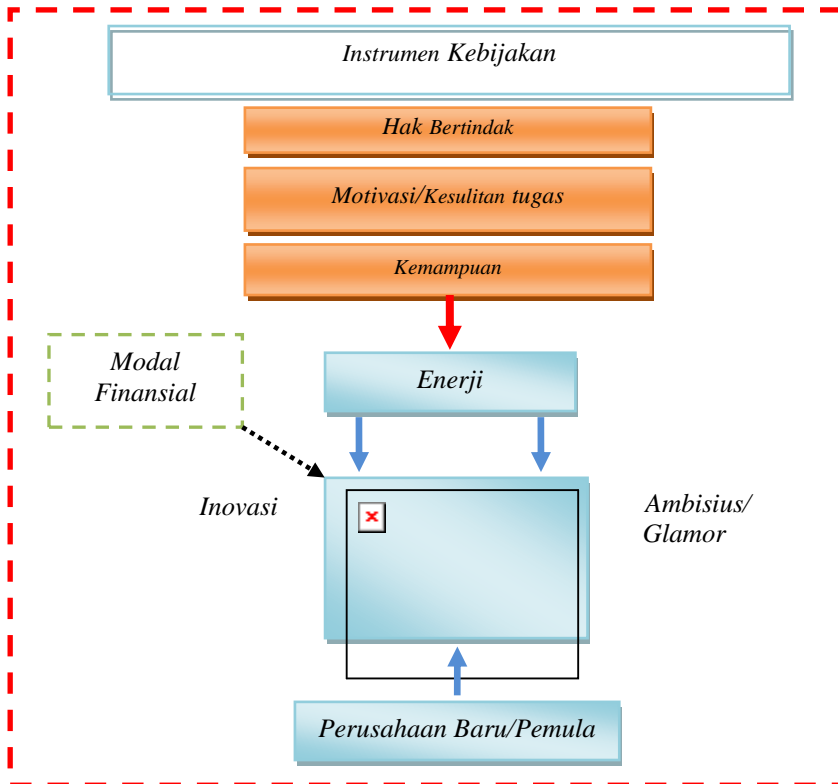 Instrumen Kebijakan
Hak Bertindak
Motivasi/Kesulitan tugas
Kemampuan
Modal
Finansial
Enerji
Inovasi
Ambisius/
Glamor
Perusahaan Baru/Pemula